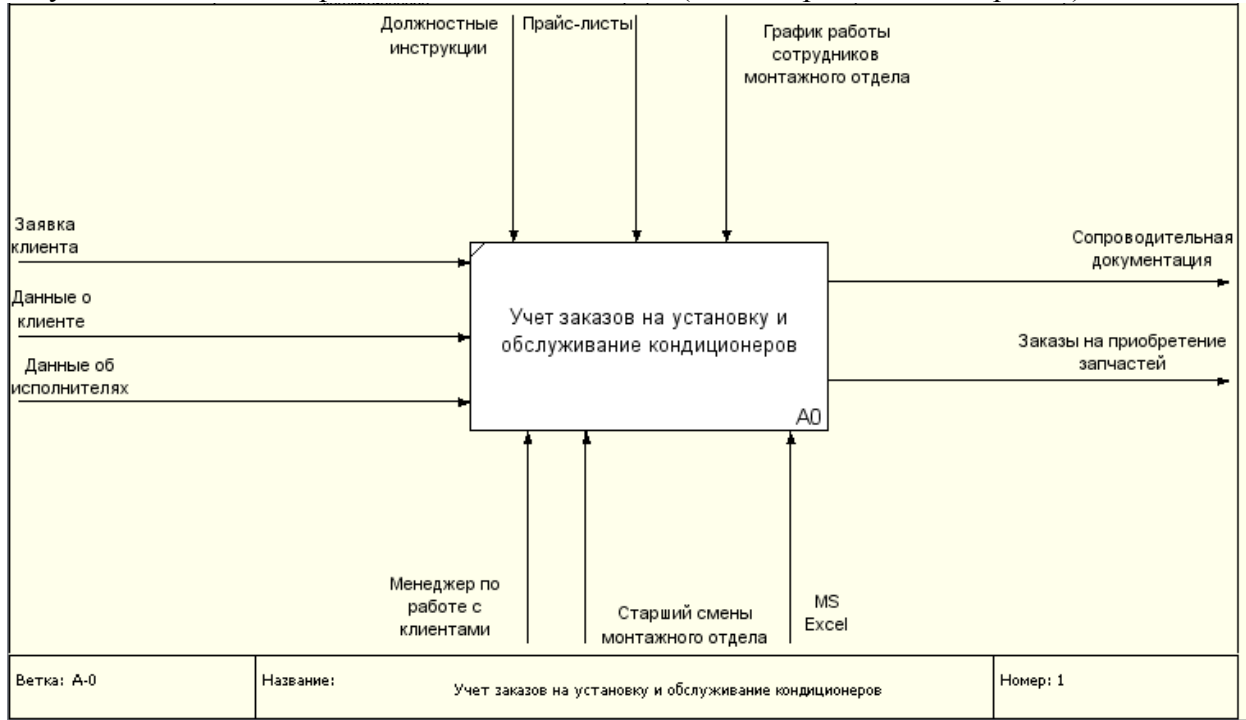 Должностные
инструкции
Прайс-листы
График работы
сотрудников
монтажного отдела
Заявка
клиента
Данные о
клиенте
Данные об
исполнителях
Учет заказов на установку и
обслуживание кондиционеров
A0
Сопроводительная
документация
Заказы на приобретение
запчастей
Менеджер по
работе с
клиентами
Старший смены
монтажного отдела
MS
Excel
Ветка: A-0
Название:
Учет заказов на установку и обслуживание кондиционеров
Номер: 1